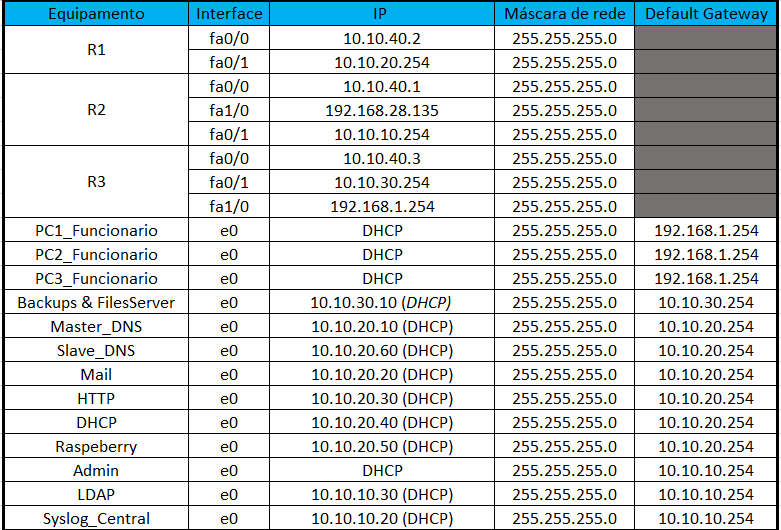 Equipamento Interface IP Máscara de rede Default Gateway
R1 fa0/0 10.10.40.2 255.255.255.0
fa0/1 10.10.20.254 255.255.255.0
R2 fa0/0 10.10.40.1 255.255.255.0
fa1/0 192.168.28.135 255.255.255.0
fa0/1 10.10.10.254 255.255.255.0
R3 fa0/0 10.10.40.3 255.255.255.0
fa0/1 10.10.30.254 255.255.255.0
fa1/0 192.168.1.254 255.255.255.0
PC1_Funcionario e0 DHCP 255.255.255.0 192.168.1.254
PC2_Funcionario e0 DHCP 255.255.255.0 192.168.1.254
PC3_Funcionario e0 DHCP 255.255.255.0 192.168.1.254
Backups & FilesServer e0 10.10.30.10 (DHCP) 255.255.255.0 10.10.30.254
Master_DNS e0 10.10.20.10 (DHCP) 255.255.255.0 10.10.20.254
Slave_DNS e0 10.10.20.60 (DHCP) 255.255.255.0 10.10.20.254
Mail e0 10.10.20.20 (DHCP) 255.255.255.0 10.10.20.254
HTTP e0 10.10.20.30 (DHCP) 255.255.255.0 10.10.20.254
DHCP e0 10.10.20.40 (DHCP) 255.255.255.0 10.10.20.254
Raspeberry e0 10.10.20.50 (DHCP) 255.255.255.0 10.10.20.254
Admin e0 DHCP 255.255.255.0 10.10.10.254
LDAP e0 10.10.10.30 (DHCP) 255.255.255.0 10.10.10.254
Syslog_Central e0 10.10.10.20 (DHCP) 255.255.255.0 10.10.10.254